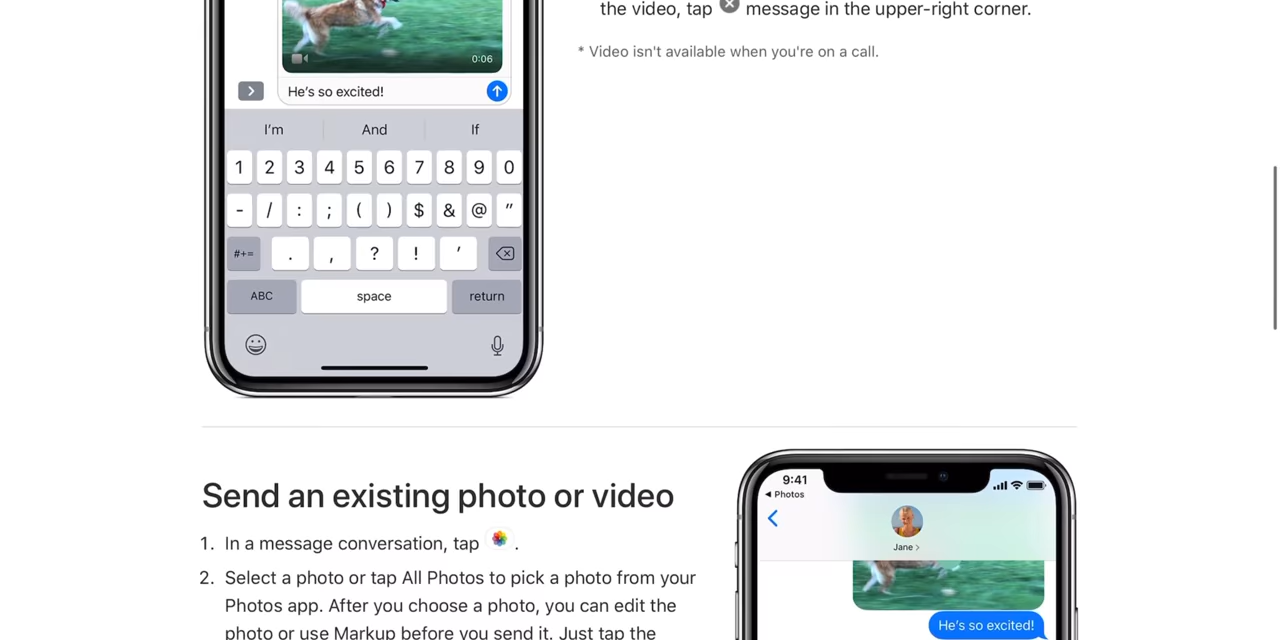 the video, tap message in the upper-right corner.
* Video isn't available when you're on a call.
0:06
He's so excited!
I'm And If
1 2 3 4 5 6 7 8 9 0
- / : ; ( ) $ & @ "
#+= . , ? ! '
ABC space return
Send an existing photo or video
1. In a message conversation, tap .
2. Select a photo or tap All Photos to pick a photo from your
Photos app. After you choose a photo, you can edit the
photo or use Markup before you send it. Just tap the
9:41
◀ Photos
Jane >
He's so excited!